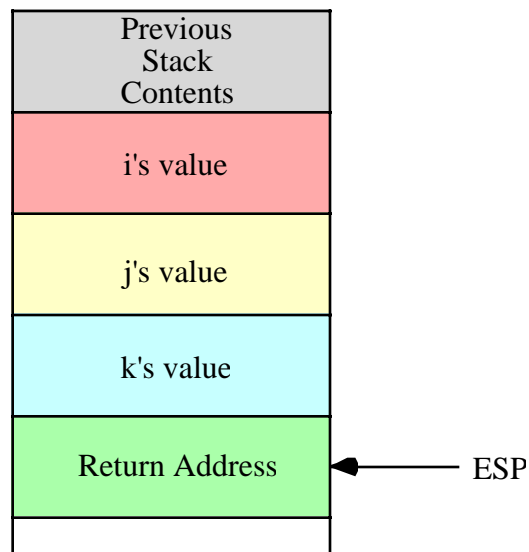 Previous
Stack
Contents
i's value
j's value
k's value
Return Address
ESP